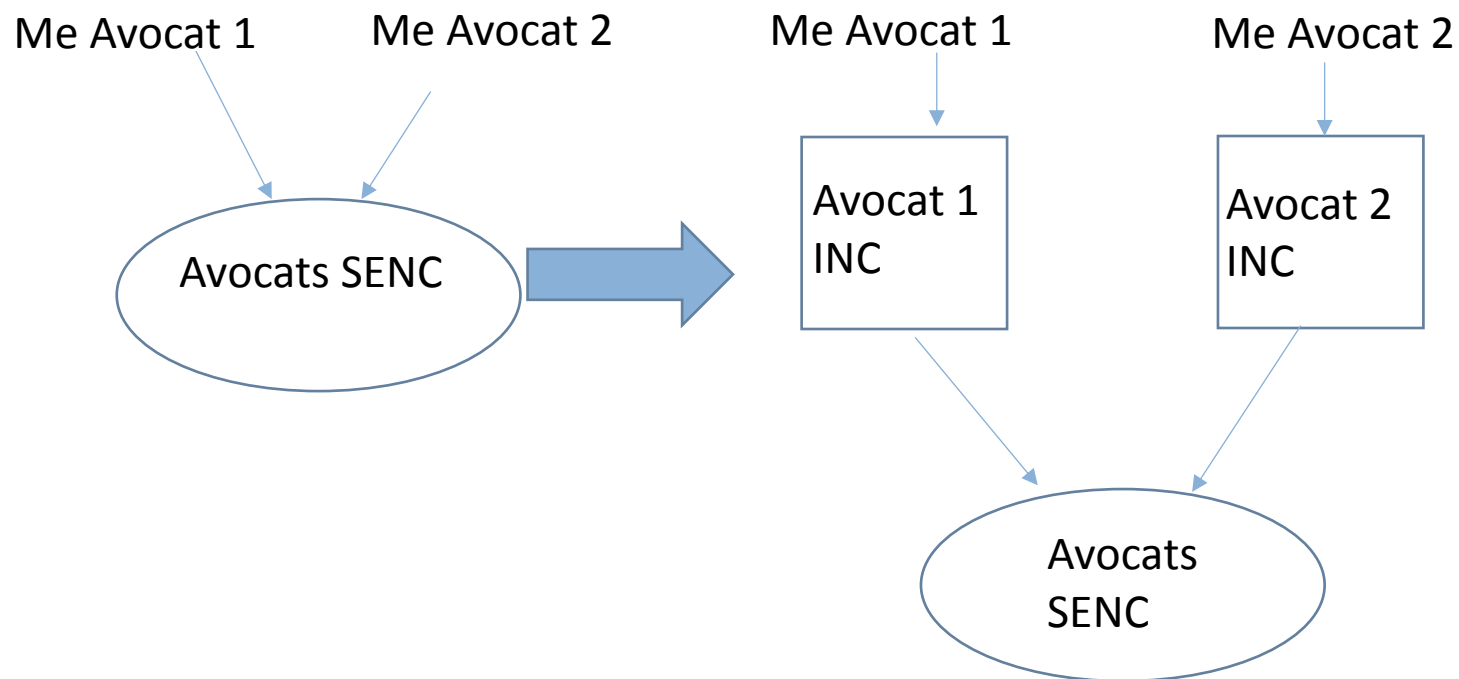 Me Avocat 1
Me Avocat 2
Avocats SENC
Me Avocat 1
Me Avocat 2
Avocat 1
INC
Avocat 2
INC
Avocats
SENC